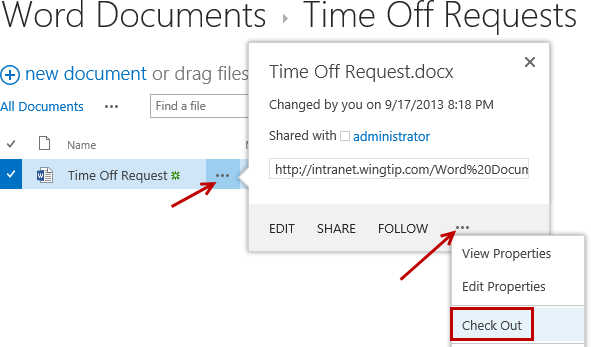 Word Documents › Time Off Requests
new document or drag files
All Documents ••• Find a file
Name
Time Off Request •••
Time Off Request.docx
Changed by you on 9/17/2013 8:18 PM
Shared with administrator
http://intranet.wingtip.com/Word%20Docum
EDIT SHARE FOLLOW •••
View Properties
Edit Properties
Check Out